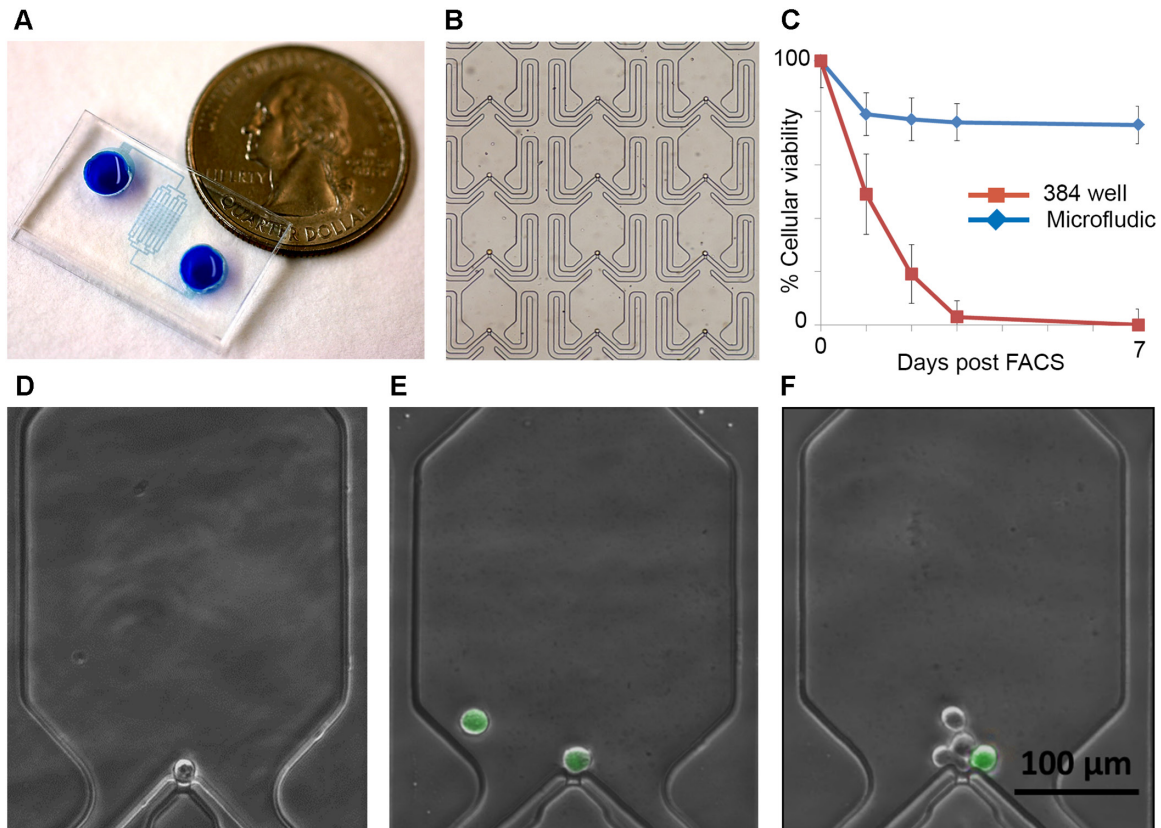 A
B
C
LIBERTY
QUARTER DOLLAR
100
% Cellular viability
0
384 well
Microfludic
0
7
Days post FACS
D
E
F
100 µm